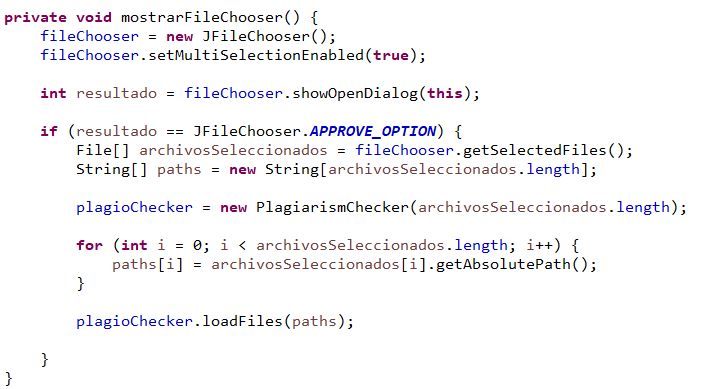 private void mostrarFileChooser() {
    fileChooser = new JFileChooser();
    fileChooser.setMultiSelectionEnabled(true);

    int resultado = fileChooser.showOpenDialog(this);

    if (resultado == JFileChooser.APPROVE_OPTION) {
        File[] archivosSeleccionados = fileChooser.getSelectedFiles();
        String[] paths = new String[archivosSeleccionados.length];

        plagioChecker = new PlagiarismChecker(archivosSeleccionados.length);

        for (int i = 0; i < archivosSeleccionados.length; i++) {
            paths[i] = archivosSeleccionados[i].getAbsolutePath();
        }

        plagioChecker.loadFiles(paths);

    }
}